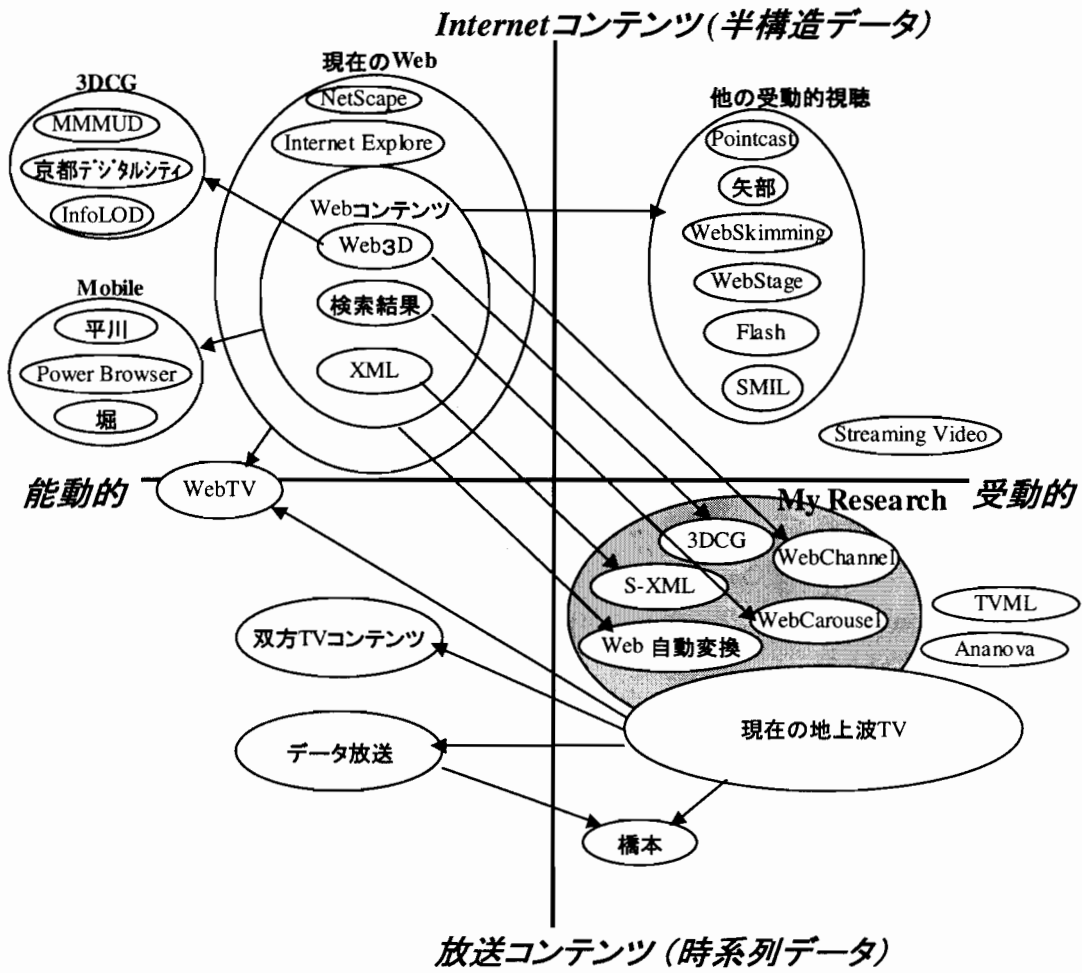 Internetコンテンツ(半構造データ)
3DCG
MMMUD
京都デジタルシティ
InfoLOD
現在のWeb
NetScape
Internet Explore
Webコンテンツ
Web3D
検索結果
XML
他の受動的視聴
Pointcast
矢部
WebSkimming
WebStage
Flash
SMIL
Streaming Video
Mobile
平川
Power Browser
堀
能動的
WebTV
My Research
受動的
3DCG
WebChannel
S-XML
WebCarousel
Web 自動変換
TVML
Ananova
双方TVコンテンツ
現在の地上波TV
データ放送
橋本
放送コンテンツ(時系列データ)